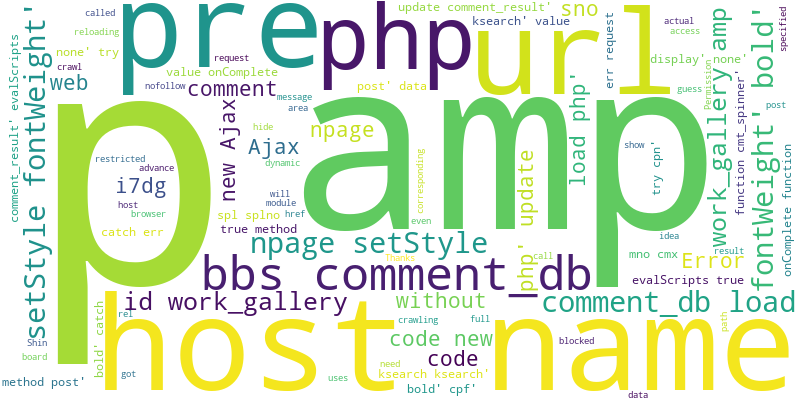 p
amp
host
name
url
pre
php
bbs comment_db
npage setStyle
comment_db load
id work_gallery
setStyle fontWeight'
fontWeight' bold'
work_gallery amp
code new
code
without
new Ajax
Ajax
npage
i7dg
comment
web
sno
Error
php' update
load php'
update comment_result'
ksearch' value
called
reloading
none' try
crawl
value onComplete
nofollow
request
post' data
message
area
err request
display' none'
actual
access
Permission
guess
specified
post
function cmt_spinner'
onComplete function
comment_result' evalScripts
hide
dynamic
restricted
advance
host
browser
catch err
spl splno
true method
will
module
href
even
corresponding
try cpn'
show
idea
result
call
Thanks
mno cmx
evalScripts true
path
blocked
need
full
crawling
ksearch ksearch'
bold' cpf'
uses
data
got
rel
bold' catch
Shin
board
method post'